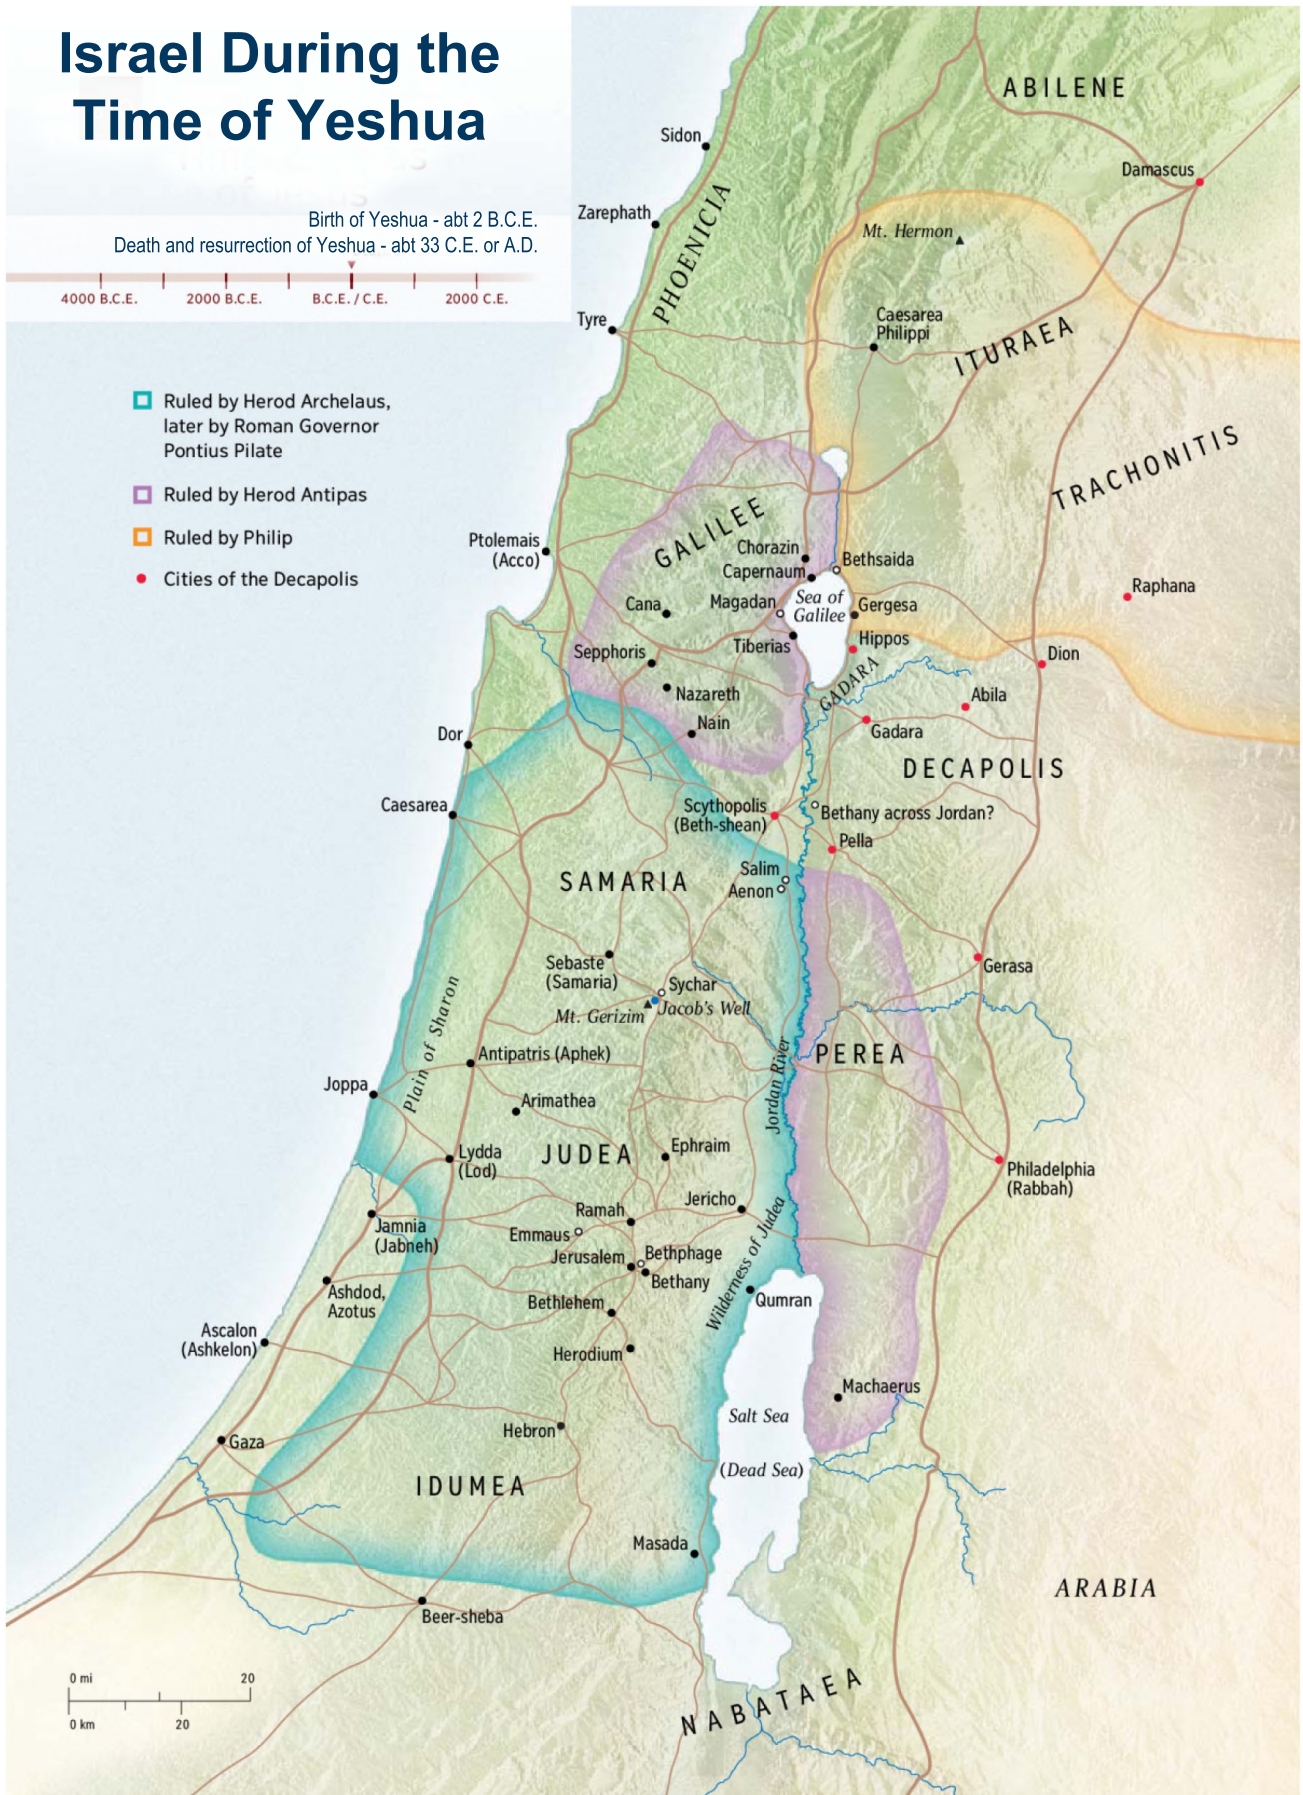 Israel During the
Time of Yeshua
Birth of Yeshua - abt 2 B.C.E.
Death and resurrection of Yeshua - abt 33 C.E. or A.D.
4000 B.C.E.
2000 B.C.E.
B.C.E. / C.E.
2000 C.E.
Ruled by Herod Archelaus,
later by Roman Governor
Pontius Pilate
Ruled by Herod Antipas
Ruled by Philip
Cities of the Decapolis
ABILENE
Sidon
Damascus
Zarephath
PHOENICIA
Mt. Hermon
Tyre
Caesarea
Philippi
ITURAEA
TRACHONITIS
GALILEE
Ptolemais
(Acco)
Chorazin
Capernaum
Bethsaida
Raphana
Cana
Magadan
Sea of
Galilee
Gergesa
Tiberias
Hippos
Sepphoris
Dion
GADARA
Nazareth
Abila
Nain
Gadara
Dor
DECAPOLIS
Caesarea
Scythopolis
(Beth-shean)
Bethany across Jordan?
Pella
Salim
Aenon
SAMARIA
Sebaste
(Samaria)
Gerasa
Sychar
Jacob's Well
Mt. Gerizim
Plain of Sharon
Antipatris (Aphek)
Jordan River
PEREA
Joppa
Arimathea
Lydda
(Lod)
JUDEA
Ephraim
Philadelphia
(Rabbah)
Jericho
Ramah
Jamnia
(Jabneh)
Emmaus
Jerusalem
Bethphage
Bethany
Wilderness of Judea
Ashdod,
Azotus
Bethlehem
Qumran
Ascalon
(Ashkelon)
Herodium
Machaerus
Salt Sea
(Dead Sea)
Hebron
Gaza
IDUMEA
Masada
ARABIA
Beer-sheba
NABATAEA
0 mi
20
0 km
20